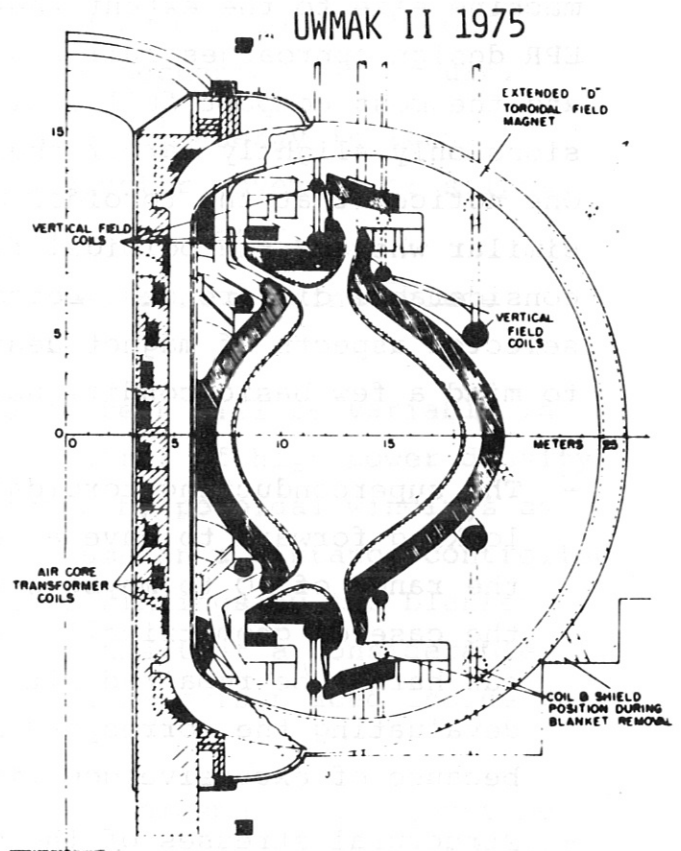 UWMAK II 1975
EXTENDED "D"
TOROIDAL FIELD
MAGNET
15
VERTICAL FIELD
COILS
5
VERTICAL
FIELD
COILS
0
0 5 10 15 METERS 25
AIR CORE
TRANSFORMER
COILS
COIL & SHIELD
POSITION DURING
BLANKET REMOVAL